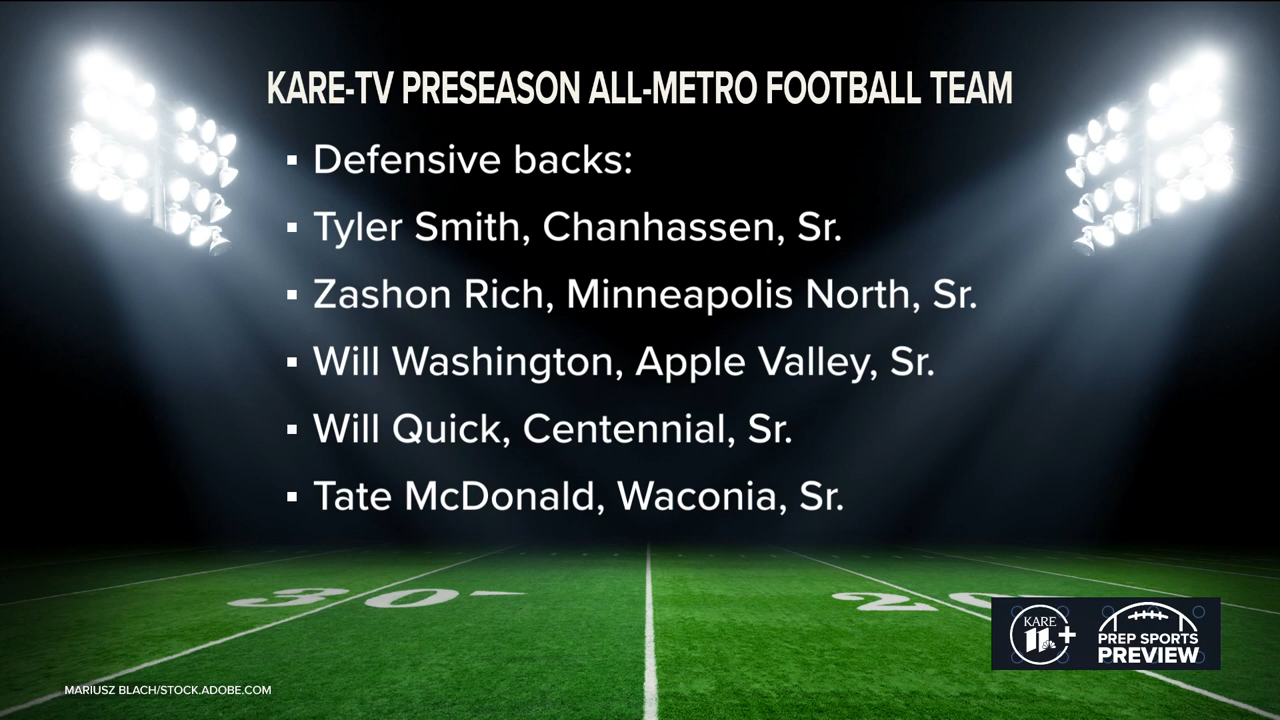 KARE-TV PRESEASON ALL-METRO FOOTBALL TEAM
▪ Defensive backs:
▪ Tyler Smith, Chanhassen, Sr.
▪ Zashon Rich, Minneapolis North, Sr.
▪ Will Washington, Apple Valley, Sr.
▪ Will Quick, Centennial, Sr.
▪ Tate McDonald, Waconia, Sr.
30
20
KARE
11+
PREP SPORTS
PREVIEW
MARIUSZ BLACH/STOCK.ADOBE.COM